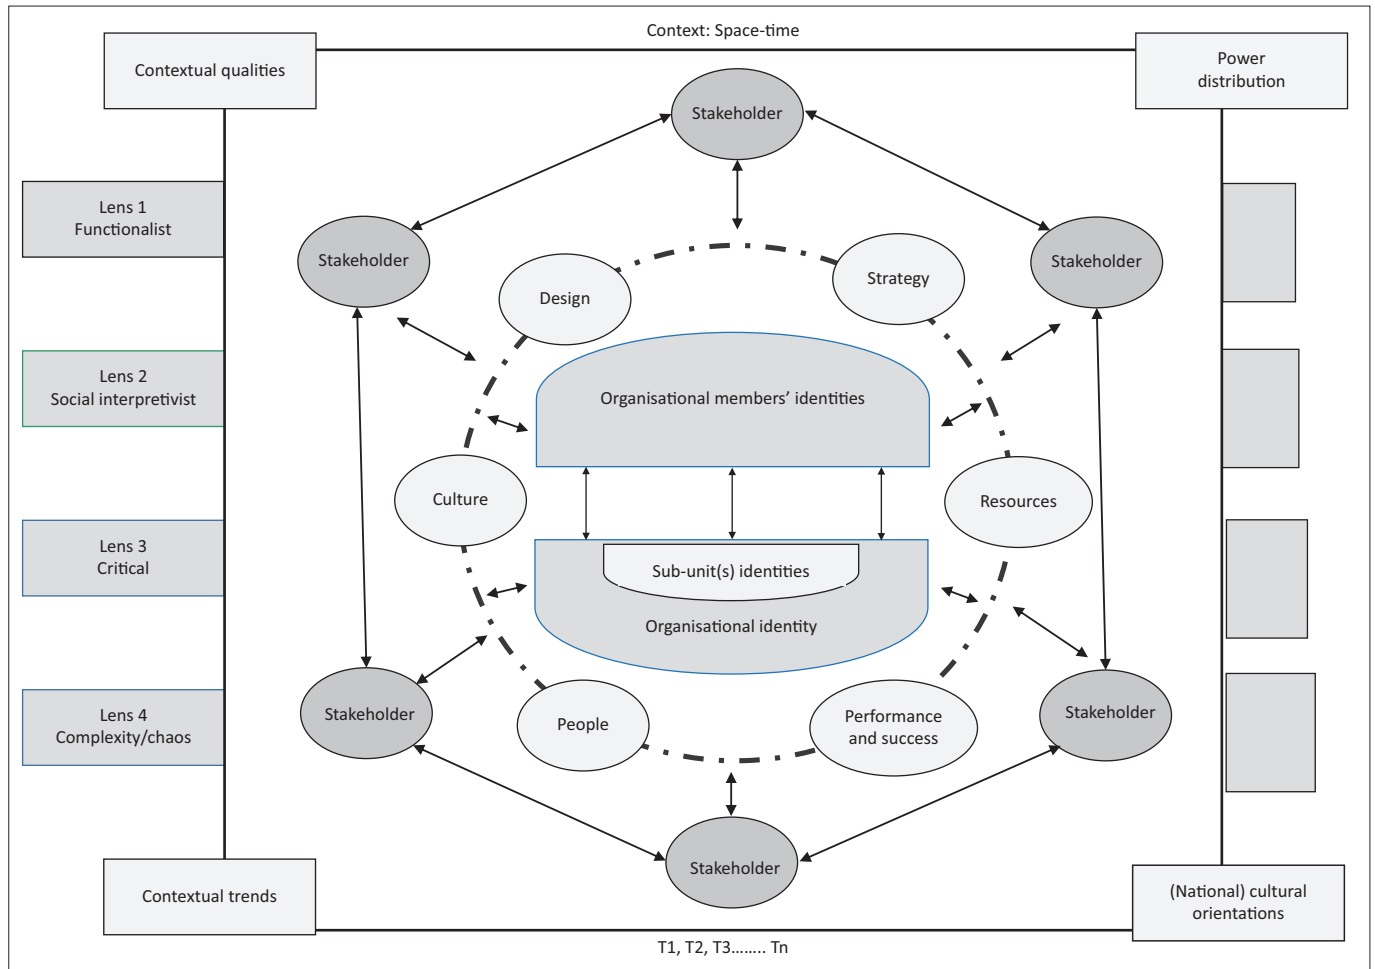 Context: Space-time
Contextual qualities
Power
distribution
Stakeholder
Lens 1
Functionalist
Stakeholder
Stakeholder
Design
Strategy
Lens 2
Social interpretivist
Organisational members’ identities
Culture
Resources
Lens 3
Critical
Sub-unit(s) identities
Organisational identity
Lens 4
Complexity/chaos
Stakeholder
People
Performance
and success
Stakeholder
Stakeholder
Contextual trends
(National) cultural
orientations
T1, T2, T3........ Tn